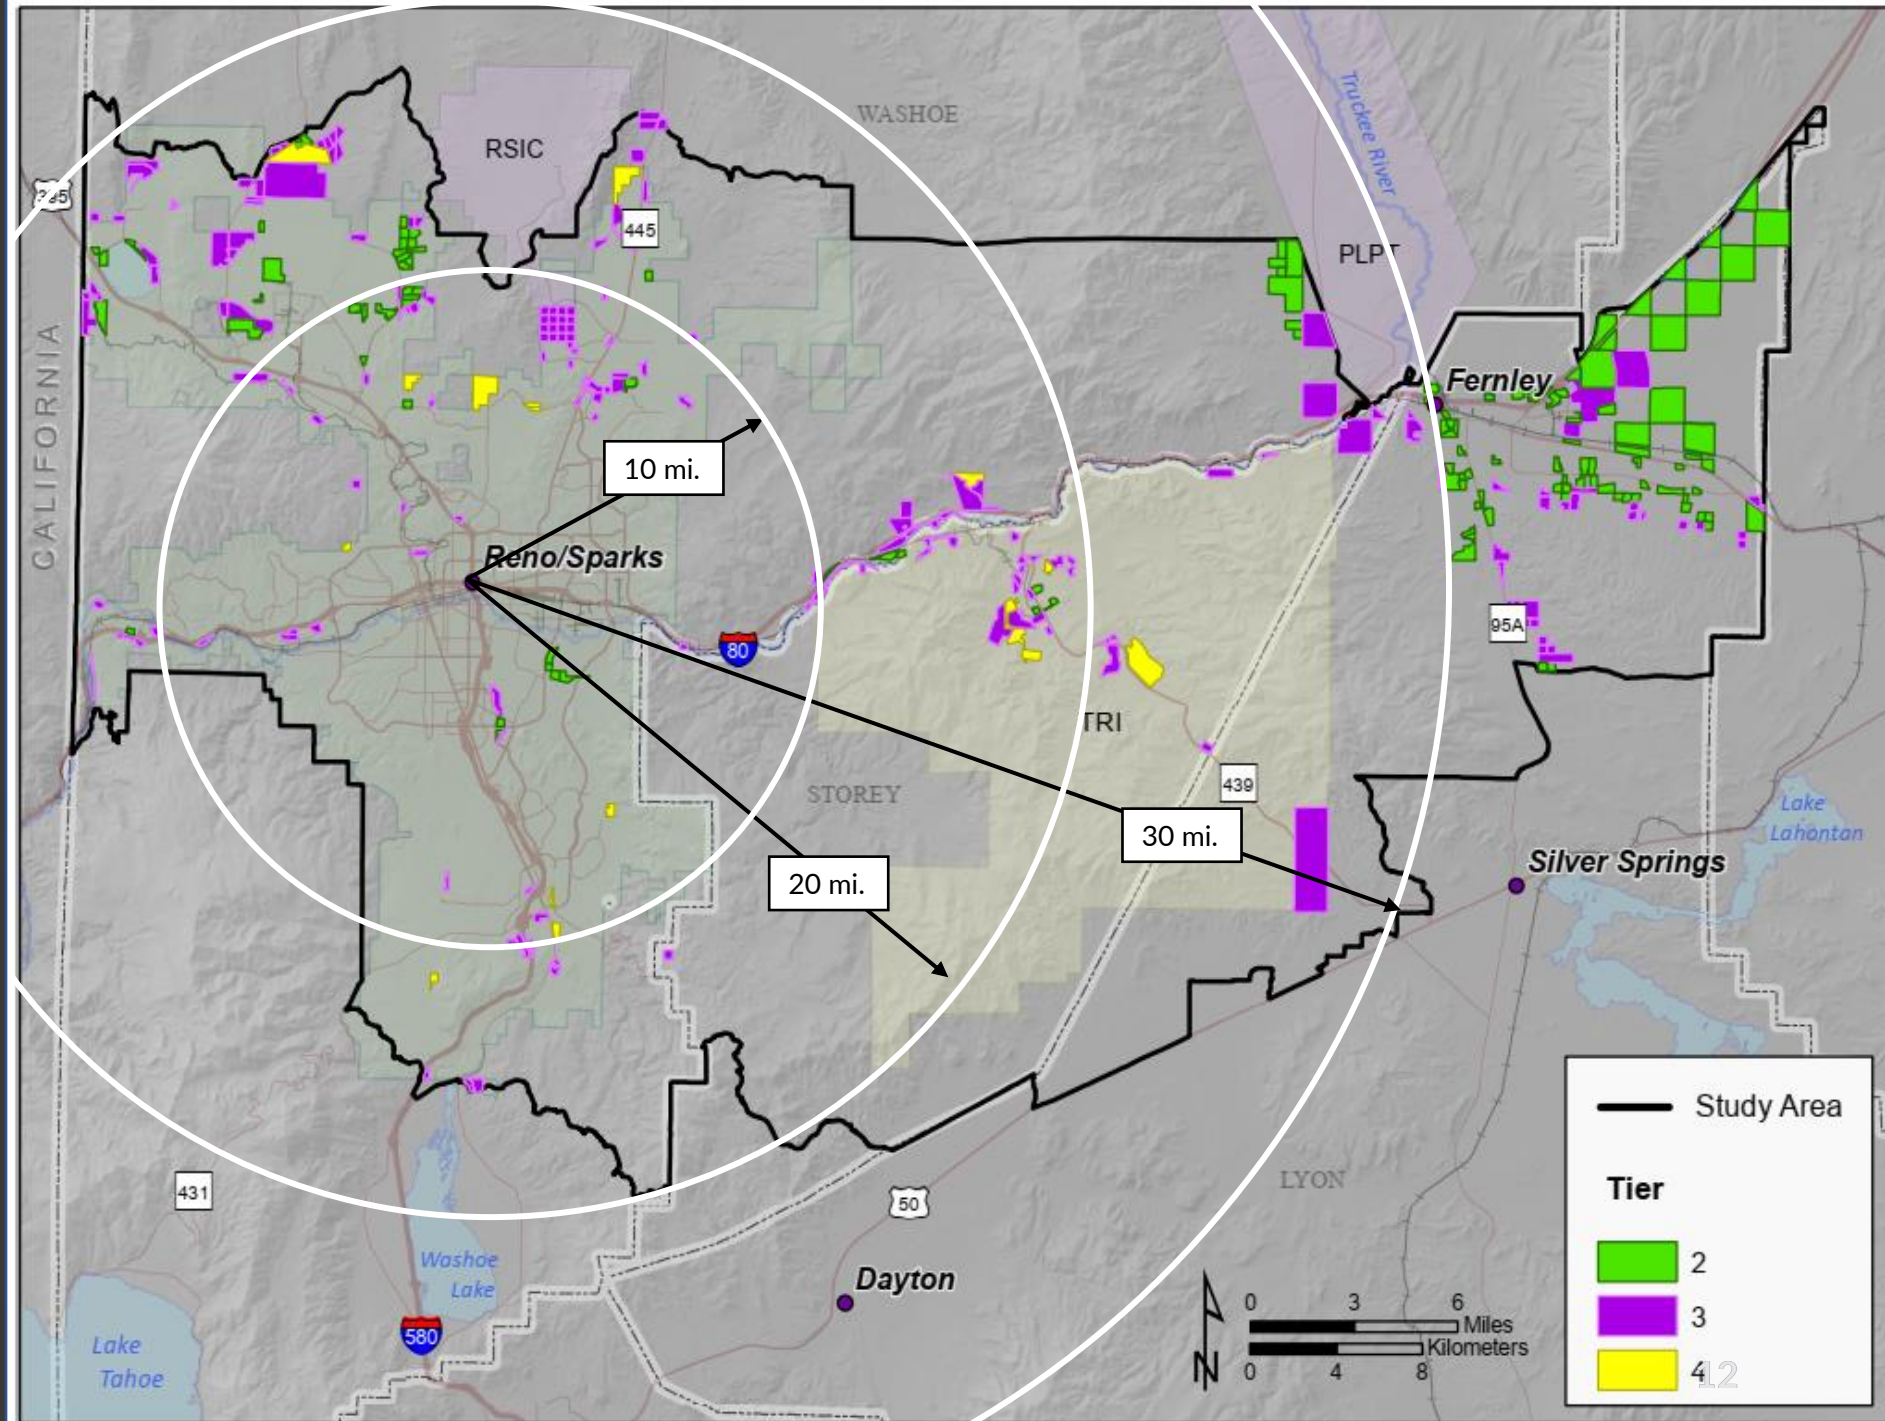 WASHOE
Truckee River
RSIC
395
445
PLPT
CALIFORNIA
Fernley
10 mi.
Reno/Sparks
95A
80
TRI
439
STOREY
Lake
Lahontan
30 mi.
Silver Springs
20 mi.
Study Area
LYON
431
50
Tier
Washoe
Lake
Dayton
2
0 3 6
Miles
Kilometers
0 4 8
N
3
580
Lake
Tahoe
4
12